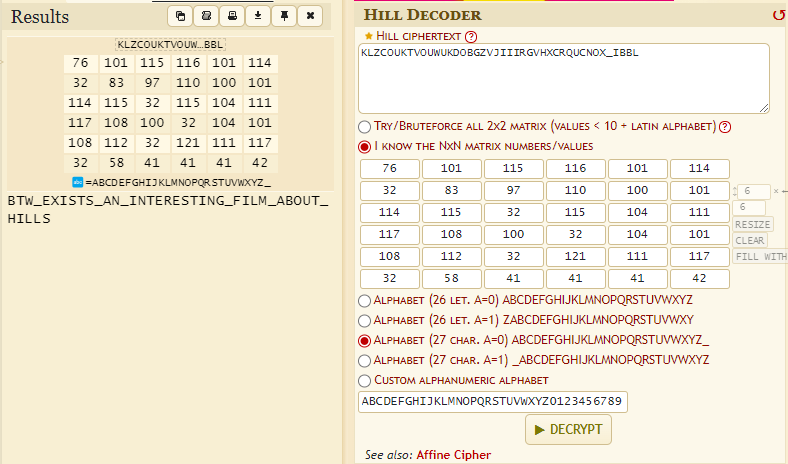 Results
KLZCOUKTVOUW…BBL
76 101 115 116 101 114
32 83 97 110 100 101
114 115 32 115 104 111
117 108 100 32 104 101
108 112 32 121 111 117
32 58 41 41 41 42
abc =ABCDEFGHIJKLMNOPQRSTUVWXYZ_
BTW_EXISTS_AN_INTERESTING_FILM_ABOUT_
HILLS
Hill Decoder
Hill ciphertext ?
KLZCOUKTVOUWUKDOBGZVJIIIRGVHXCRQUCNOX_IBBL
Try/Bruteforce all 2x2 matrix (values < 10 + latin alphabet) ?
I know the NxN matrix numbers/values
76 101 115 116 101 114
32 83 97 110 100 101
114 115 32 115 104 111
117 108 100 32 104 101
108 112 32 121 111 117
32 58 41 41 41 42
6 × ↔
6
RESIZE
CLEAR
FILL WITH
Alphabet (26 let. A=0) ABCDEFGHIJKLMNOPQRSTUVWXYZ
Alphabet (26 let. A=1) ZABCDEFGHIJKLMNOPQRSTUVWXY
Alphabet (27 char. A=0) ABCDEFGHIJKLMNOPQRSTUVWXYZ_
Alphabet (27 char. A=1) _ABCDEFGHIJKLMNOPQRSTUVWXYZ
Custom alphanumeric alphabet
ABCDEFGHIJKLMNOPQRSTUVWXYZ0123456789
▶ DECRYPT
See also: Affine Cipher